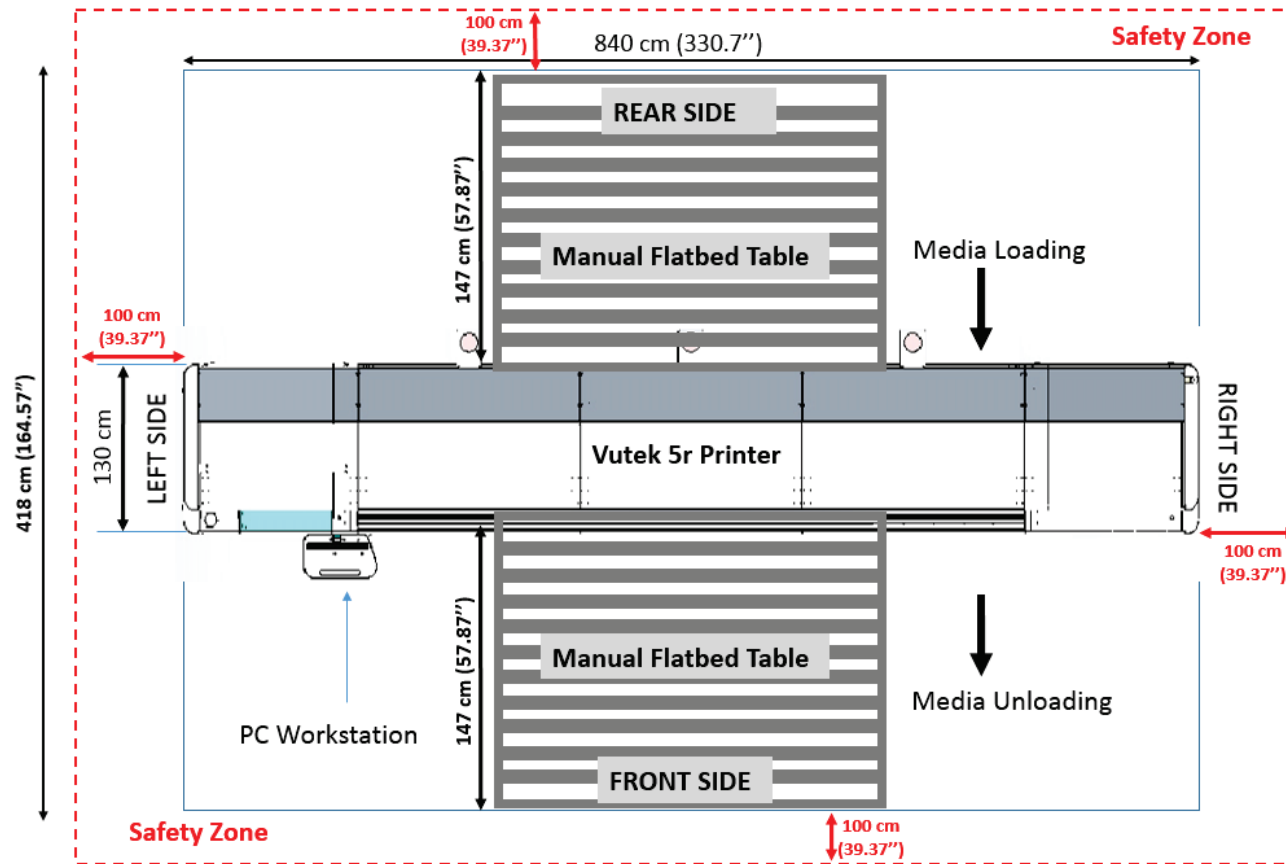 100 cm
(39.37’’)
840 cm (330.7’’)
Safety Zone
REAR SIDE
147 cm (57.87’’)
Manual Flatbed Table
Media Loading
100 cm
(39.37’’)
418 cm (164.57’’)
130 cm
LEFT SIDE
Vutek 5r Printer
RIGHT SIDE
100 cm
(39.37’’)
147 cm (57.87’’)
Manual Flatbed Table
Media Unloading
PC Workstation
FRONT SIDE
Safety Zone
100 cm
(39.37’’)